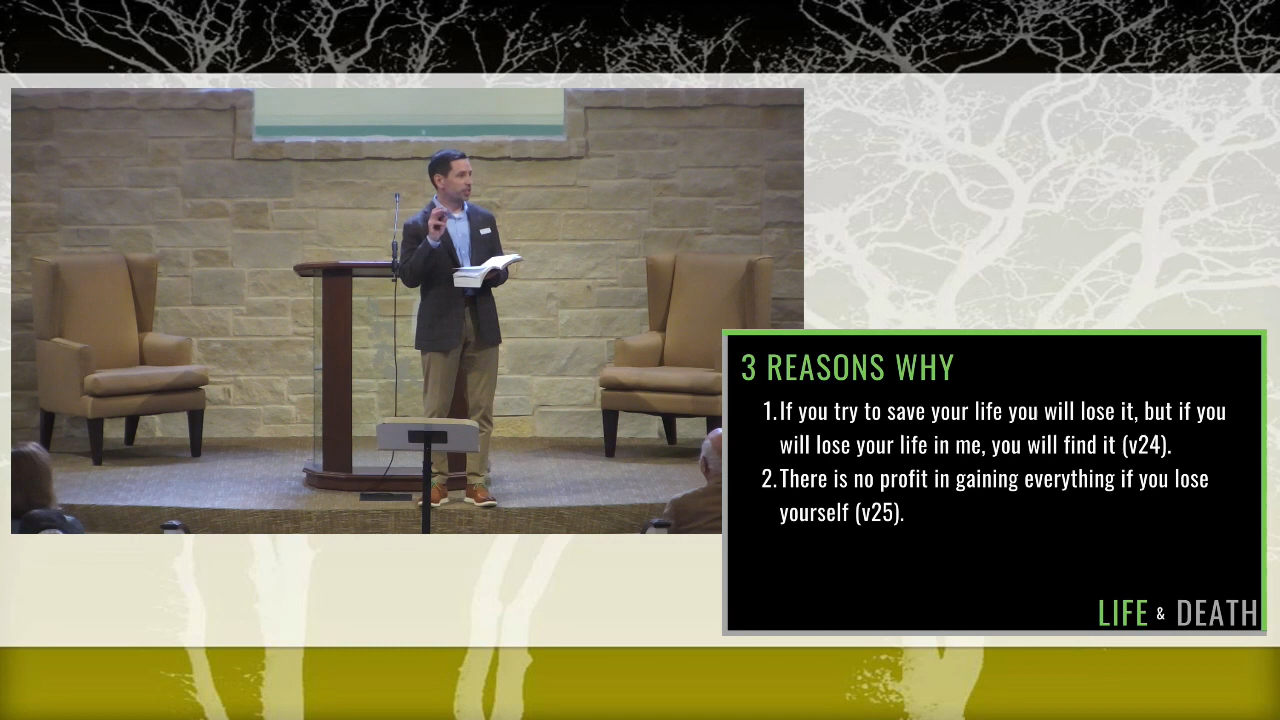 3 REASONS WHY
1. If you try to save your life you will lose it, but if you
will lose your life in me, you will find it (v24).
2. There is no profit in gaining everything if you lose
yourself (v25).
LIFE & DEATH